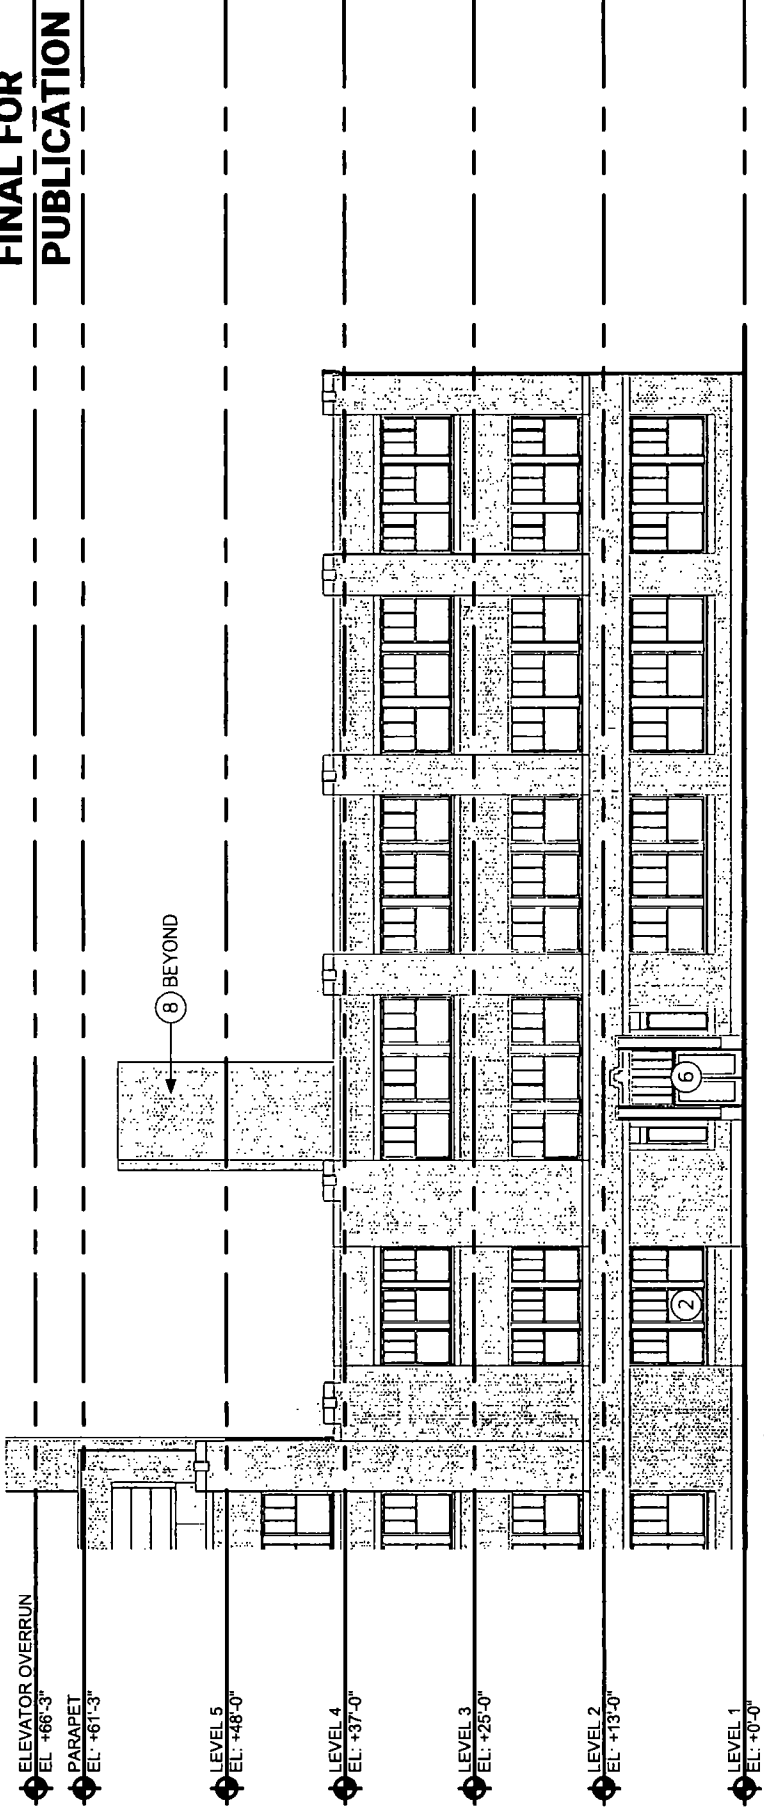 FINAL FOR
PUBLICATION
ELEVATOR OVERRUN
EL +66'-3"
PARAPET
EL: +61'-3"
LEVEL 5
EL: +48'-0"
LEVEL 4
EL: +37'-0"
LEVEL 3
EL: +25'-0"
LEVEL 2
EL: +13'-0"
LEVEL 1
EL: +0'-0"
8 BEYOND
2
6